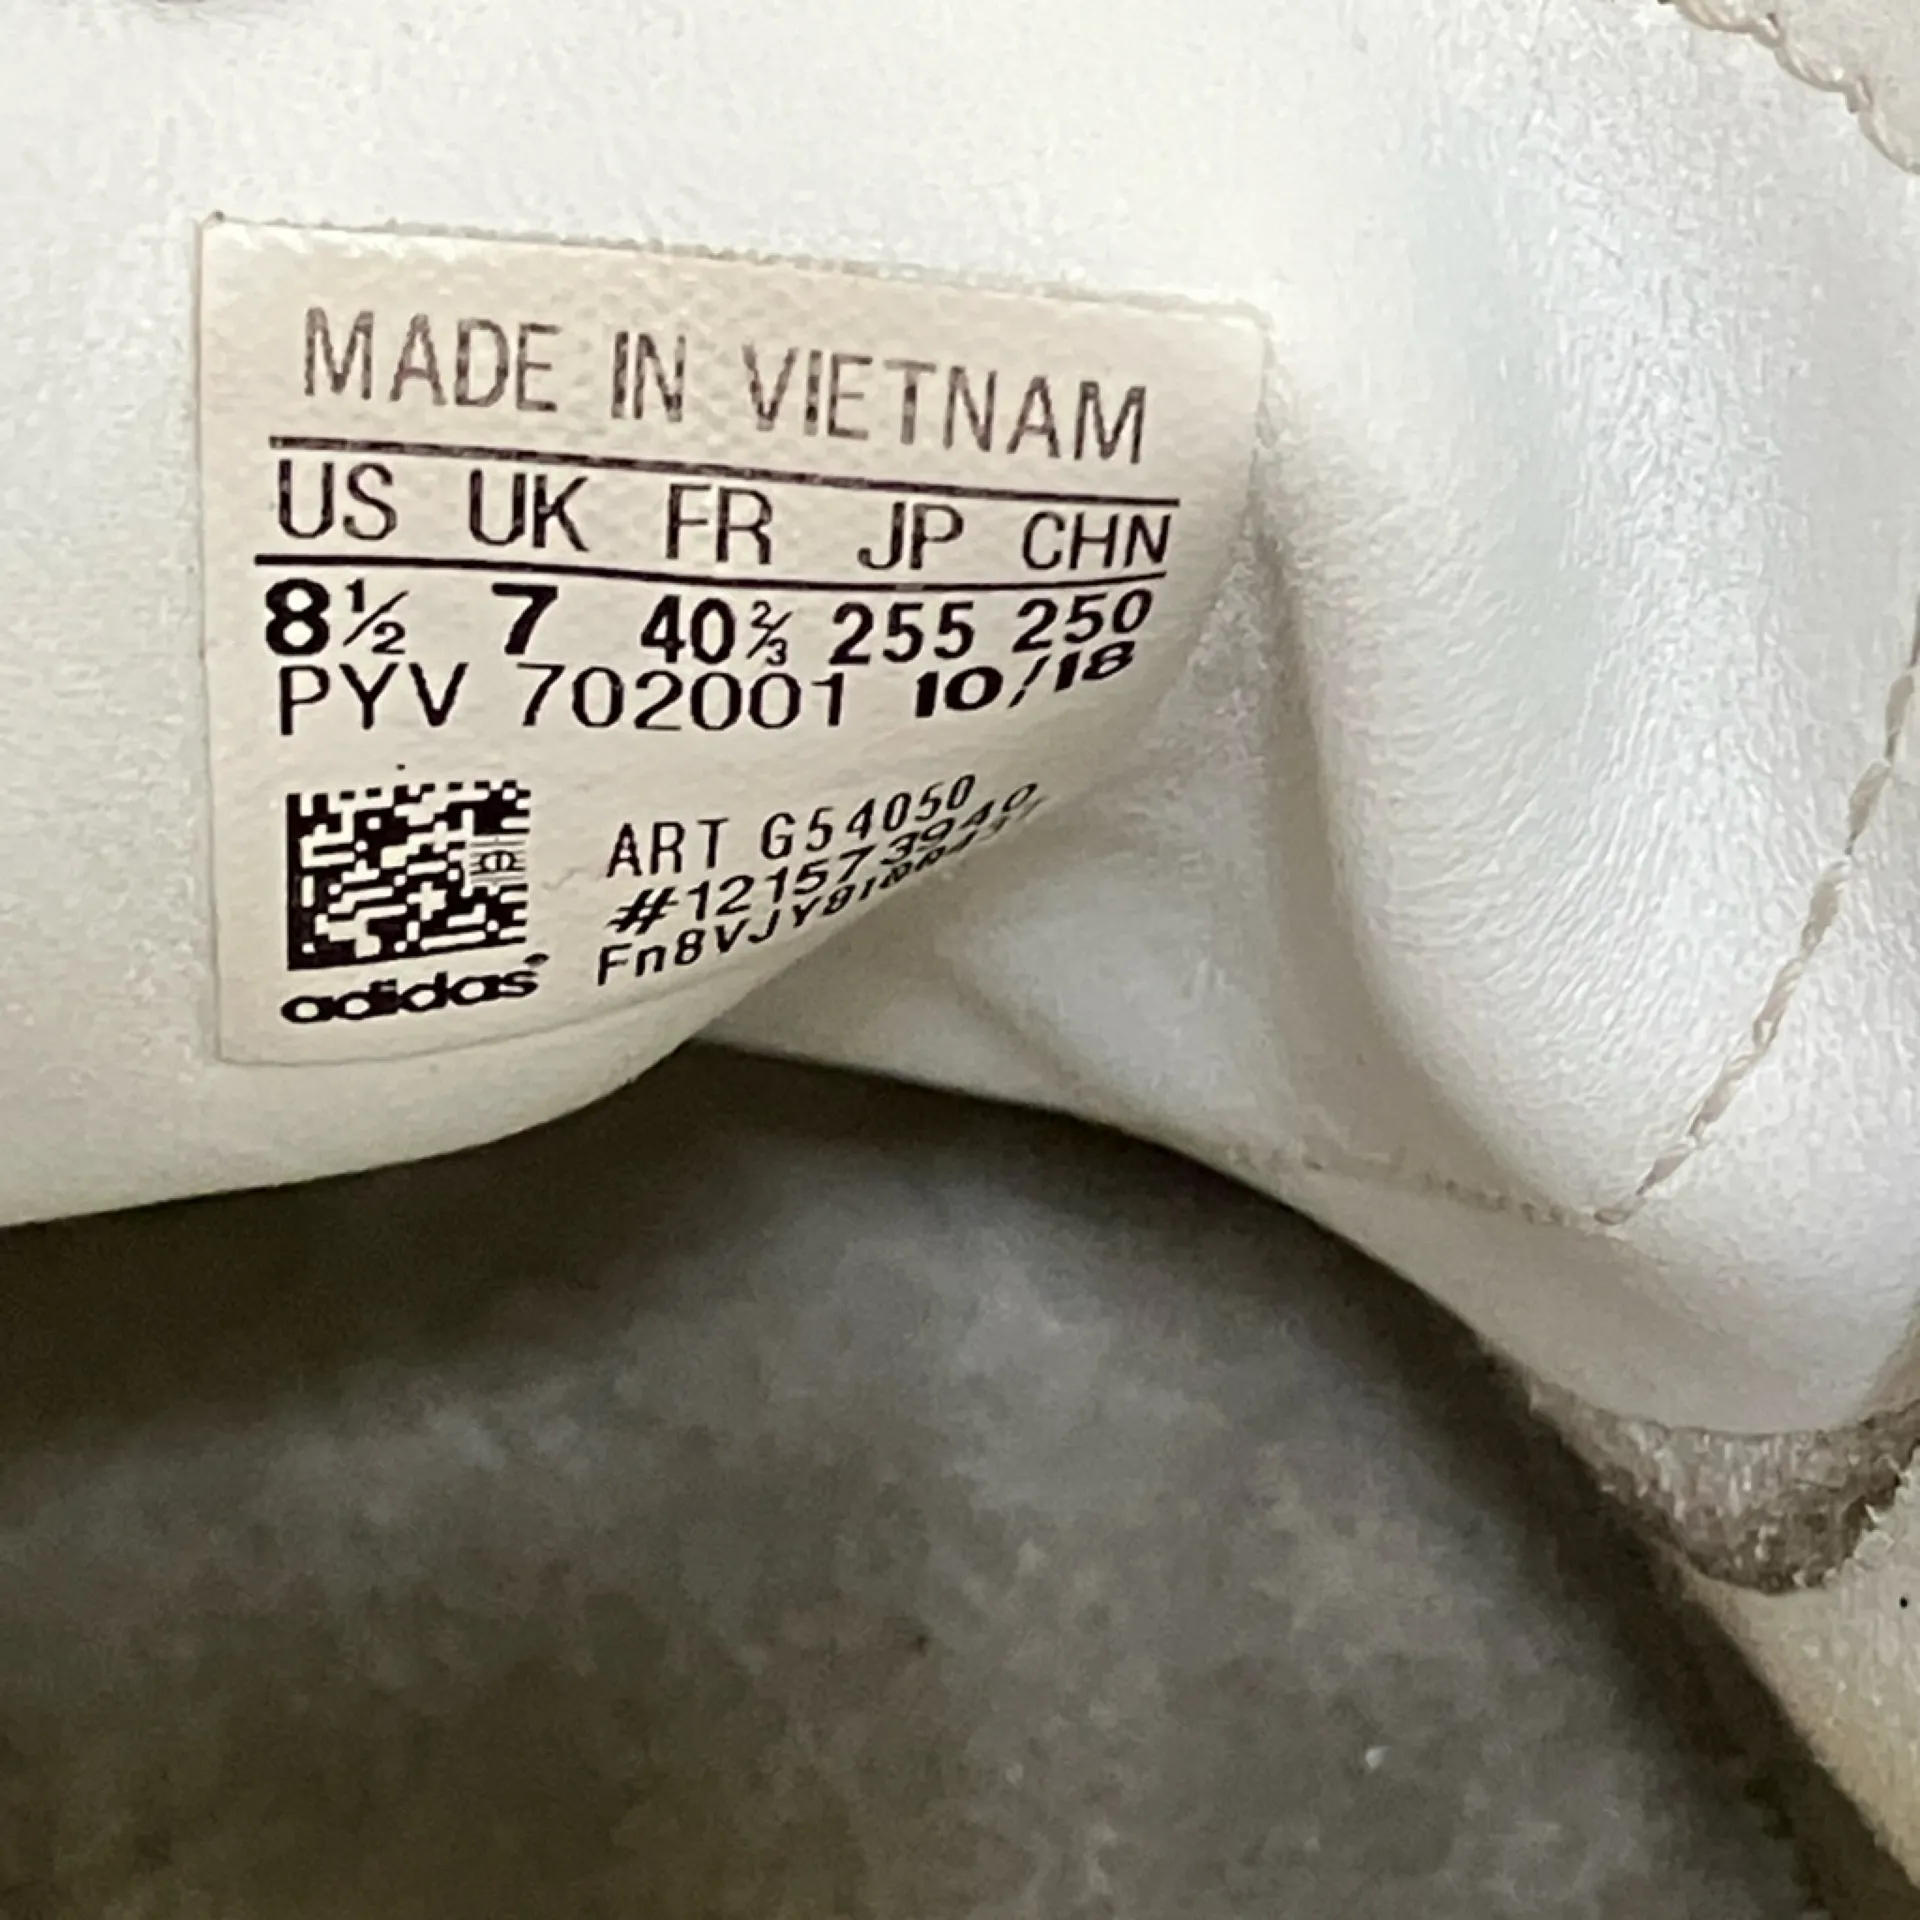 MADE IN VIETNAM
US UK FR JP CHN
8½ 7 40⅔ 255 250
PYV 702001 10/18
ART G54050
adidas